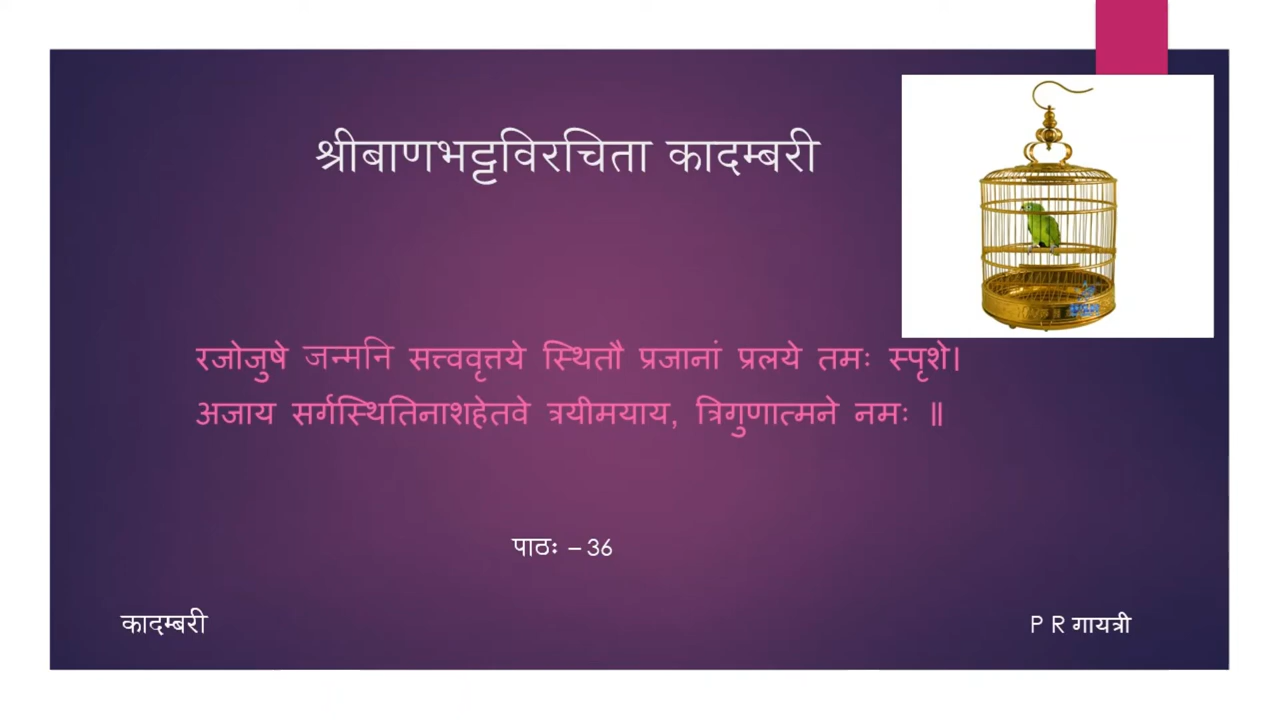 श्रीबाणभट्टविरचिता कादम्बरी
रजोजुषे जन्मनि सत्त्ववृत्तये स्थितौ प्रजानां प्रलये तमः स्पृशे।
अजाय सर्गस्थितिनाशहेतवे त्रयीमयाय, त्रिगुणात्मने नमः ॥
पाठः – 36
कादम्बरी
P R गायत्री